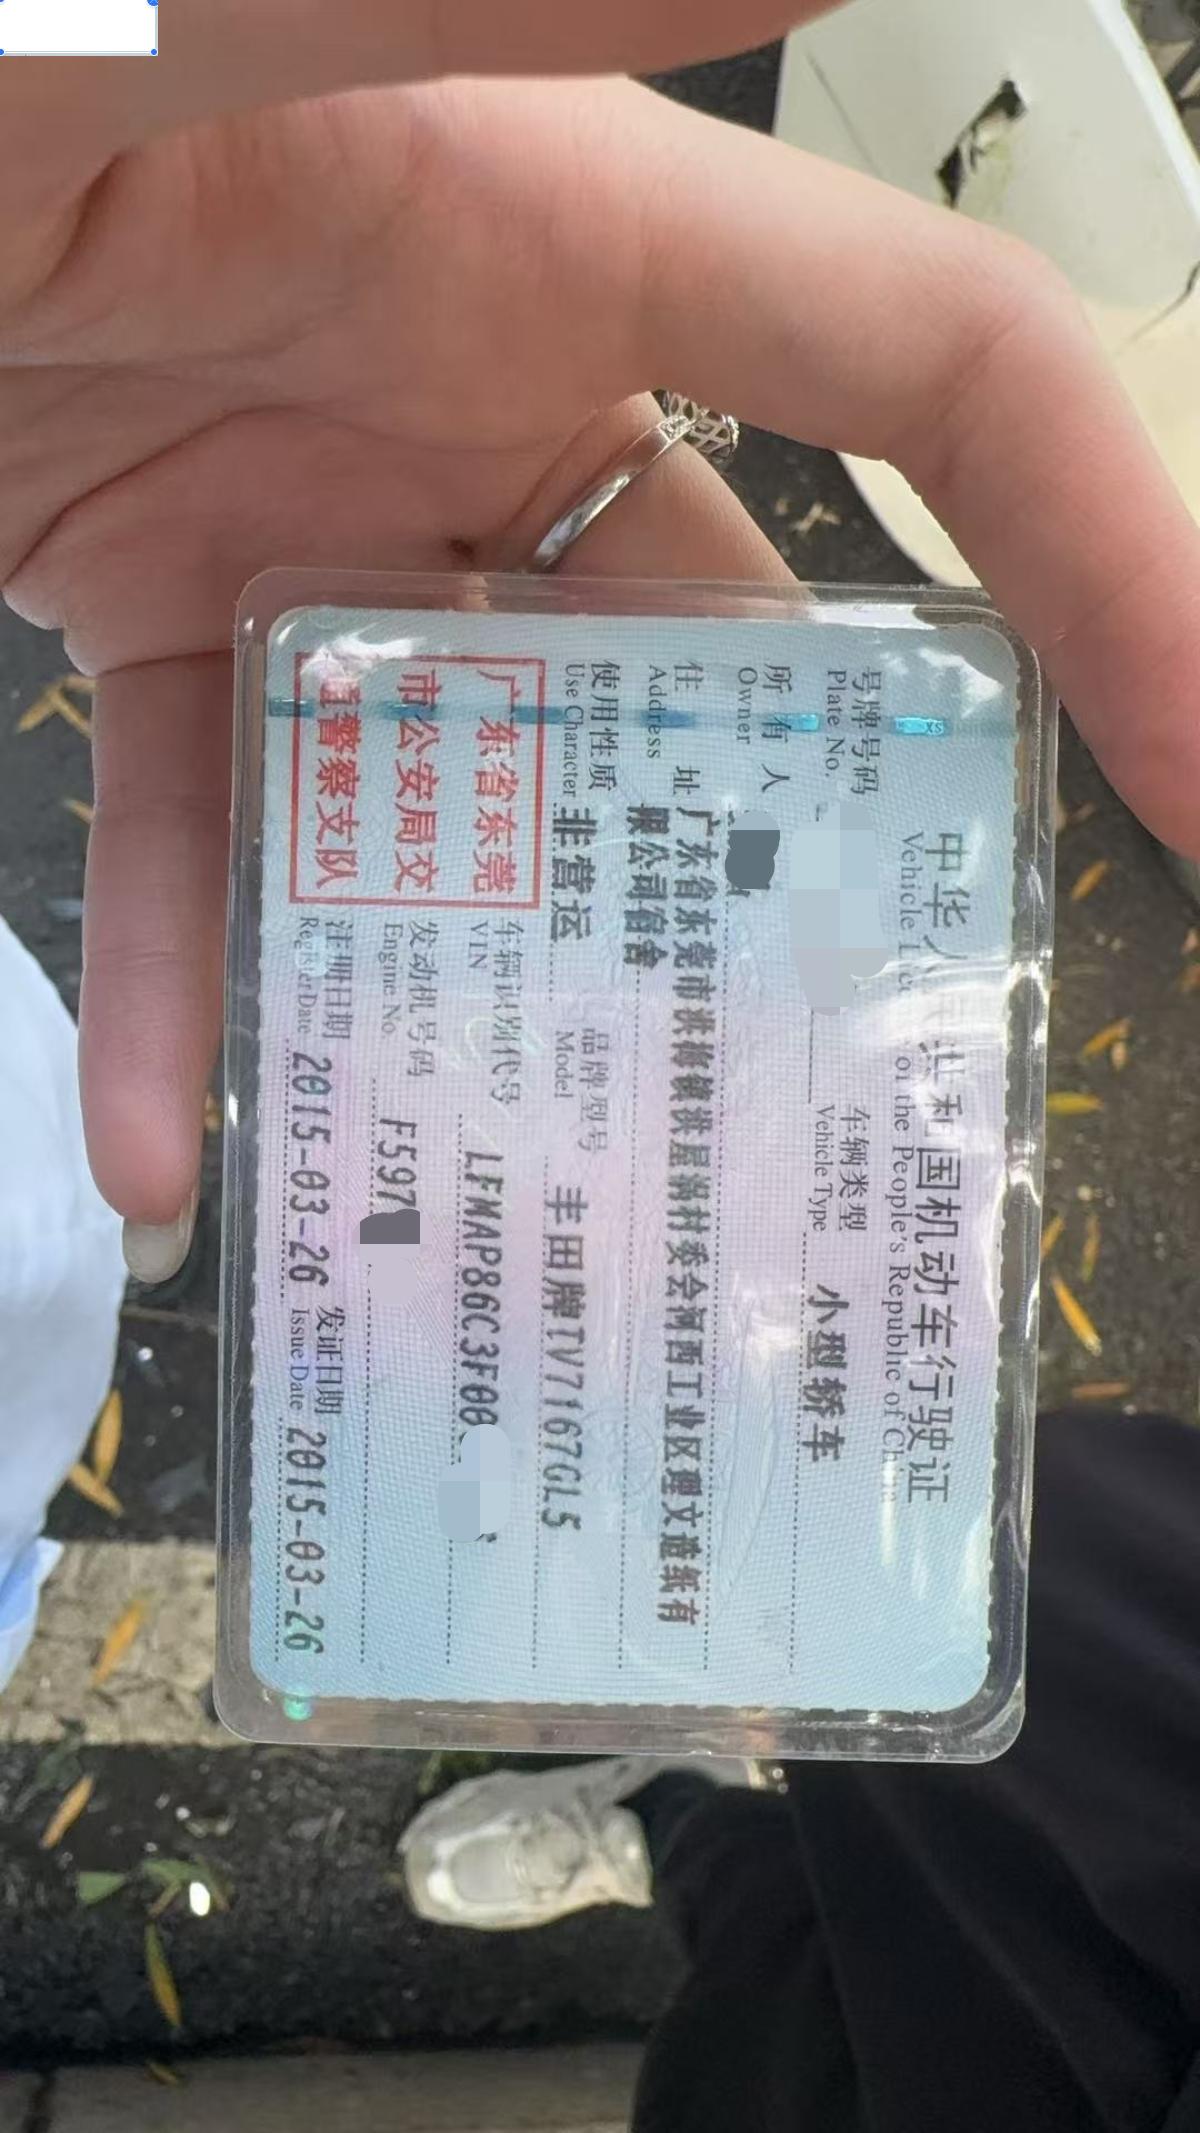 中华人民共和国机动车行驶证
Vehicle of the People's Republic of China
号牌号码
Plate No.
车辆类型 小型轿车
Vehicle Type
所有人
Owner
住址 广东省东莞市洪梅镇洪屋涡村委会河西工业区理文造纸有
Address 限公司宿舍
使用性质 非营运
Use Character
品牌型号 丰田牌TV7167GL5
Model
广东省东莞
市公安局交
通警察支队
车辆识别代号 LFMAP86C3F00
VIN
发动机号码 F597
Engine No.
注册日期 2015-03-26
Register Date
发证日期 2015-03-26
Issue Date